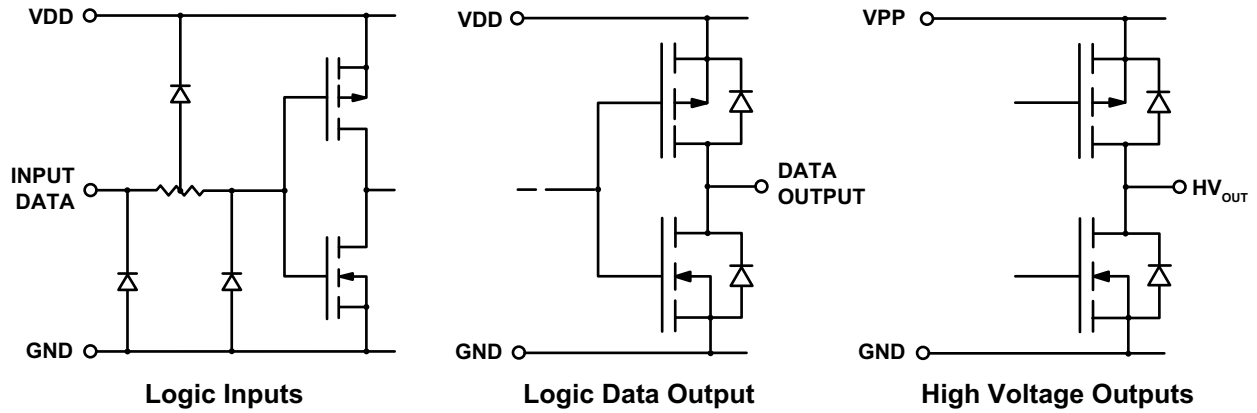 VDD
INPUT
DATA
GND
Logic Inputs
VDD
DATA
OUTPUT
GND
Logic Data Output
VPP
HVOUT
GND
High Voltage Outputs